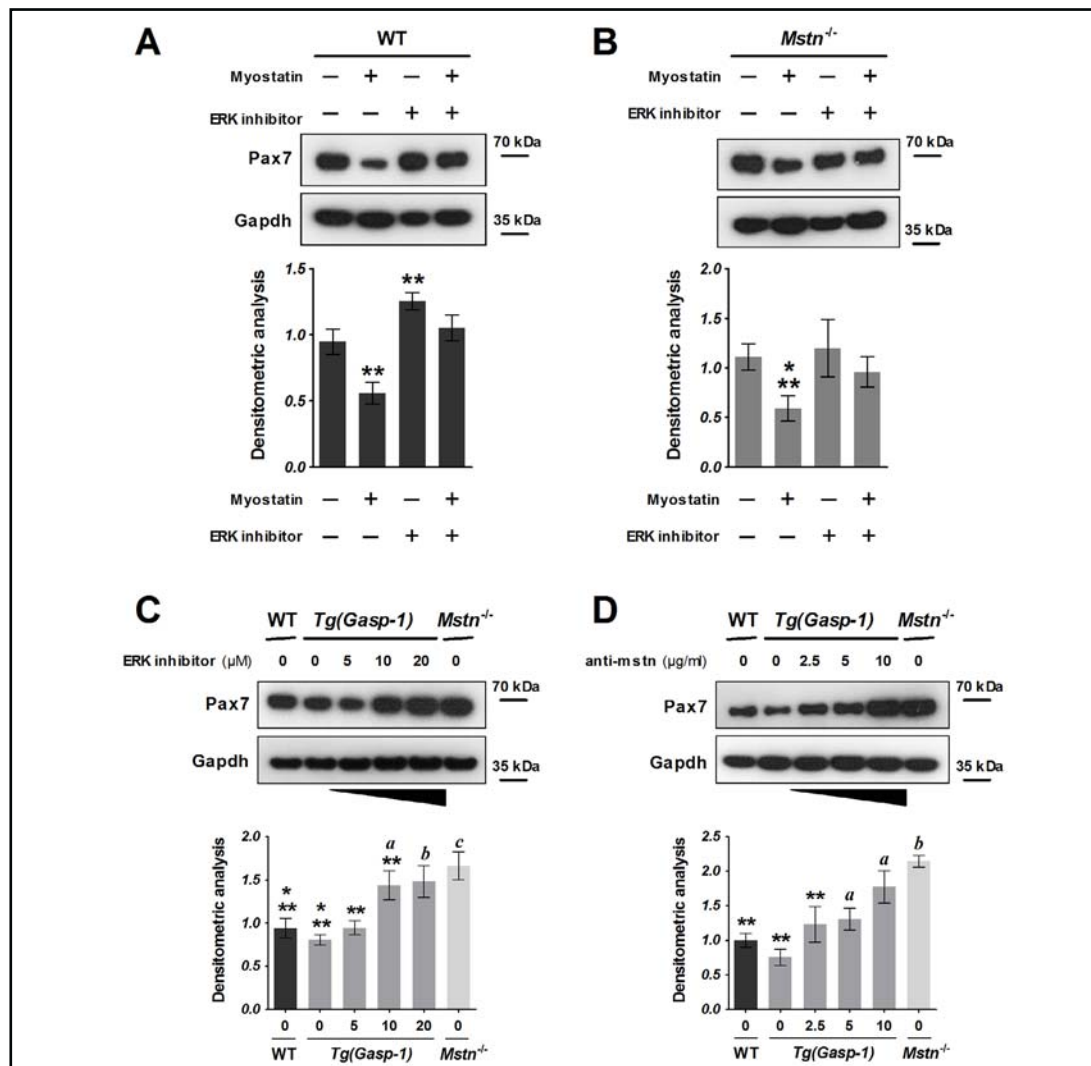 A
WT
Myostatin − + − +
ERK inhibitor − − + +
Pax7
70 kDa
Gapdh
35 kDa
Densitometric analysis
1.5
1.0
0.5
0.0
** **
Myostatin − + − +
ERK inhibitor − − + +
B
Mstn-/-
Myostatin − + − +
ERK inhibitor − − + +
70 kDa
35 kDa
Densitometric analysis
2.0
1.5
1.0
0.5
0.0
*
**
Myostatin − + − +
ERK inhibitor − − + +
C
WT Tg(Gasp-1) Mstn-/-
ERK inhibitor (µM) 0 0 5 10 20 0
Pax7
70 kDa
Gapdh
35 kDa
Densitometric analysis
2.0
1.5
1.0
0.5
0.0
*
**
*
**
**
a
**
b
c
0 0 5 10 20 0
WT Tg(Gasp-1) Mstn-/-
D
WT Tg(Gasp-1) Mstn-/-
anti-mstn (µg/ml) 0 0 2.5 5 10 0
Pax7
70 kDa
Gapdh
35 kDa
Densitometric analysis
2.5
2.0
1.5
1.0
0.5
0.0
** ** ** a a b
0 0 2.5 5 10 0
WT Tg(Gasp-1) Mstn-/-